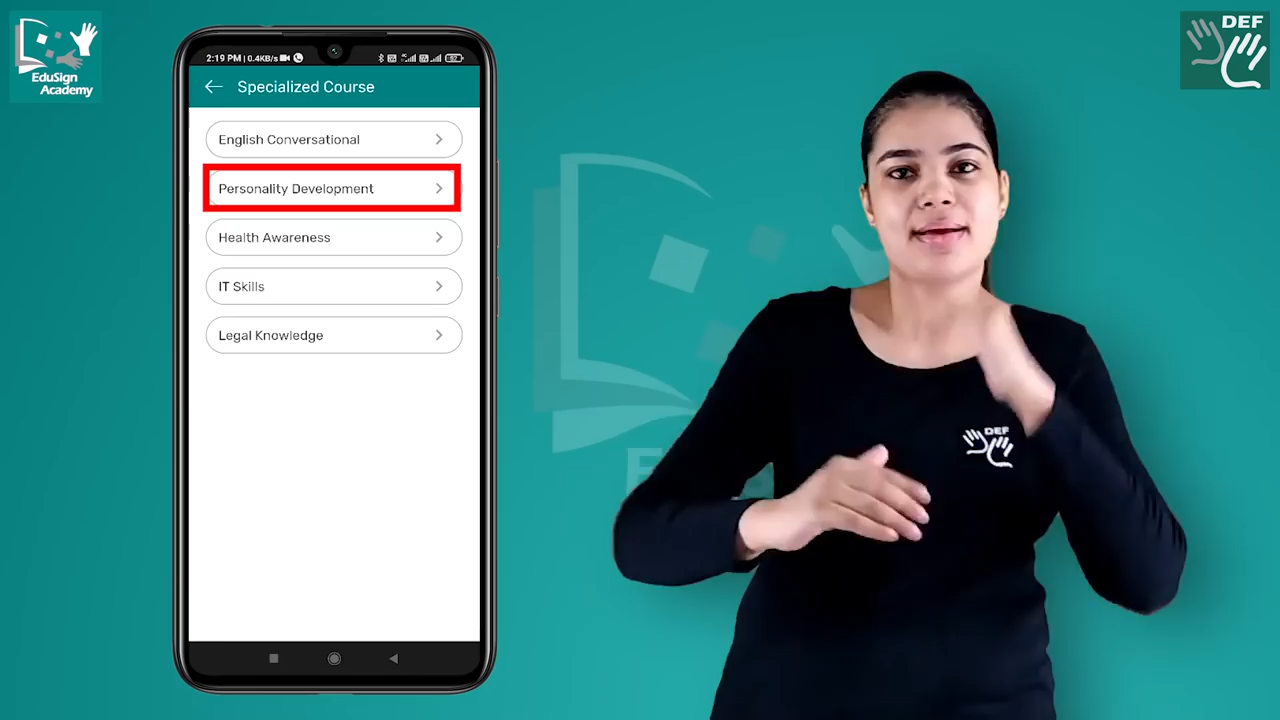 EduSign
Academy
2:19 PM | 0.4KB/s
Specialized Course
English Conversational
Personality Development
Health Awareness
IT Skills
Legal Knowledge
DEF
DEF